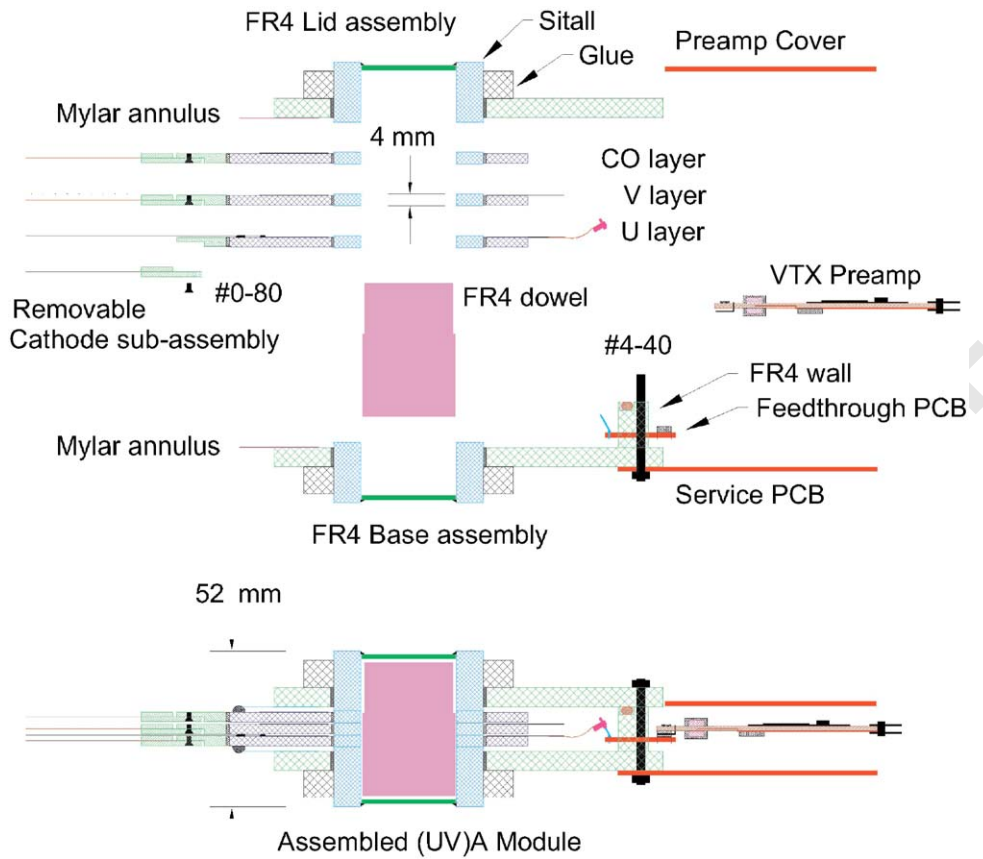 FR4 Lid assembly
Sitall
Preamp Cover
Glue
Mylar annulus
4 mm
CO layer
V layer
U layer
VTX Preamp
#0-80
FR4 dowel
Removable
Cathode sub-assembly
#4-40
FR4 wall
Feedthrough PCB
Mylar annulus
Service PCB
FR4 Base assembly
52 mm
Assembled (UV)A Module